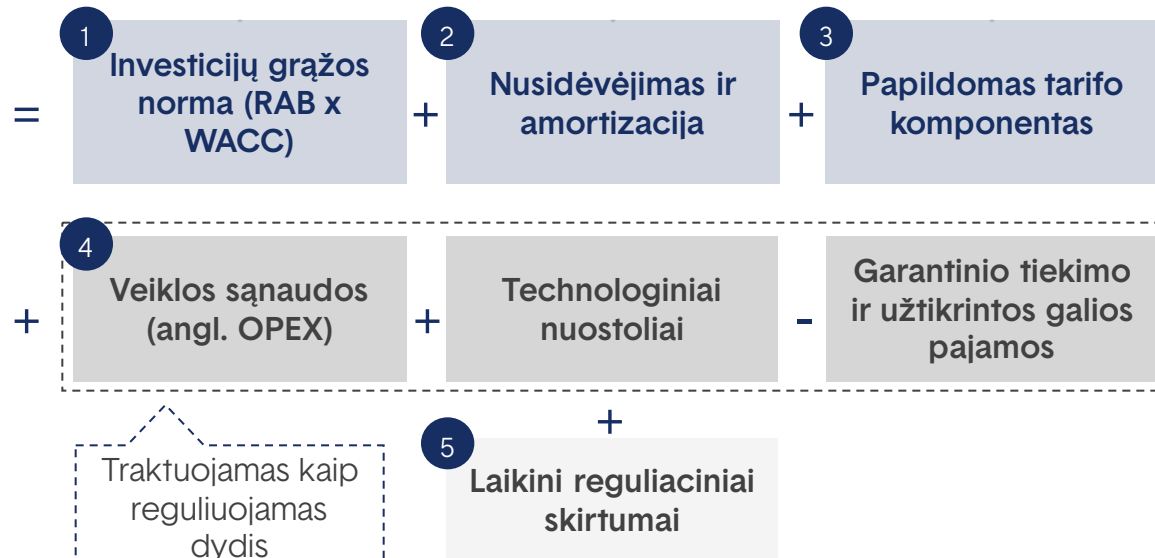 1
Investicijų grąžos
norma (RAB x
WACC)
=
+
2
Nusidėvėjimas ir
amortizacija
+
3
Papildomas tarifo
komponentas
+
4
Veiklos sąnaudos
(angl. OPEX)
+
Technologiniai
nuostoliai
-
Garantinio tiekimo
ir užtikrintos galios
pajamos
Traktuojamas kaip
reguliuojamas
dydis
+
5
Laikini reguliaciniai
skirtumai